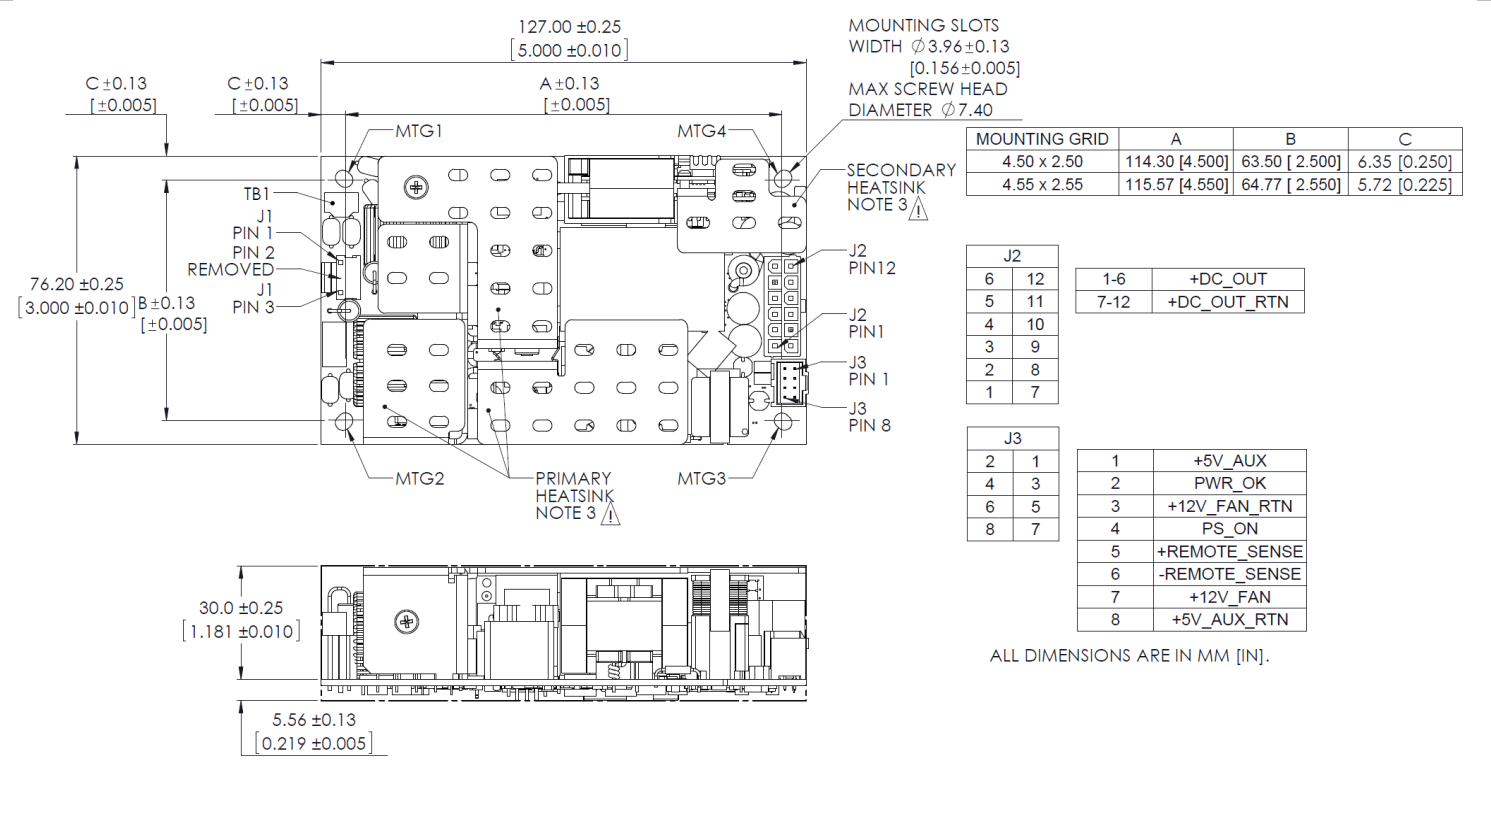 127.00 ±0.25
[5.000 ±0.010]
MOUNTING SLOTS
WIDTH ∅3.96±0.13
[0.156±0.005]
MAX SCREW HEAD
DIAMETER ∅7.40
C±0.13
[±0.005]
C±0.13
[±0.005]
A±0.13
[±0.005]
MTG1
MTG4
MOUNTING GRID A B C
4.50 x 2.50 114.30 [4.500] 63.50 [ 2.500] 6.35 [0.250]
4.55 x 2.55 115.57 [4.550] 64.77 [ 2.550] 5.72 [0.225]
SECONDARY
HEATSINK
NOTE 3 !
TB1
J1
PIN 1
PIN 2
REMOVED
J1
PIN 3
76.20 ±0.25
[3.000 ±0.010]
B±0.13
[±0.005]
J2
PIN12
J2
PIN1
J3
PIN 1
J3
PIN 8
MTG2
PRIMARY
HEATSINK
NOTE 3 !
MTG3
J2
6 12
5 11
4 10
3 9
2 8
1 7
1-6 +DC_OUT
7-12 +DC_OUT_RTN
J3
2 1
4 3
6 5
8 7
1 +5V_AUX
2 PWR_OK
3 +12V_FAN_RTN
4 PS_ON
5 +REMOTE_SENSE
6 -REMOTE_SENSE
7 +12V_FAN
8 +5V_AUX_RTN
30.0 ±0.25
[1.181 ±0.010]
5.56 ±0.13
[0.219 ±0.005]
ALL DIMENSIONS ARE IN MM [IN].